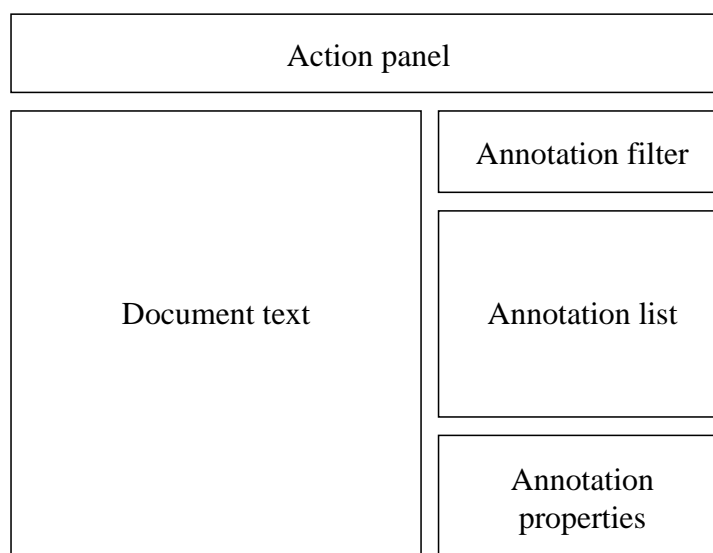 Action panel
Annotation filter
Document text
Annotation list
Annotation
properties